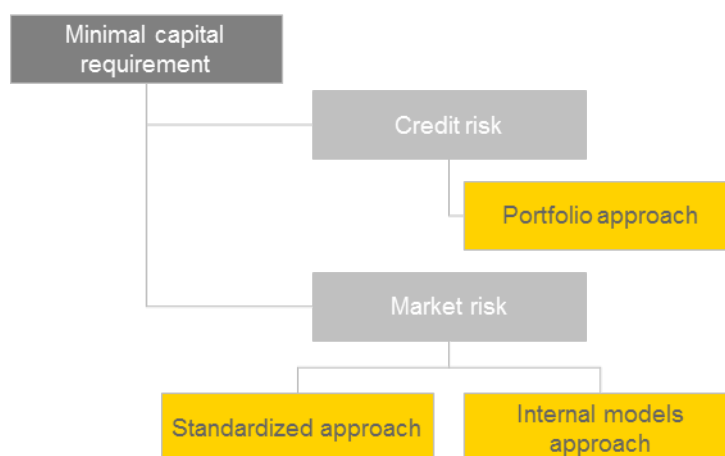 Minimal capital
requirement
Credit risk
Portfolio approach
Market risk
Standardized approach
Internal models
approach